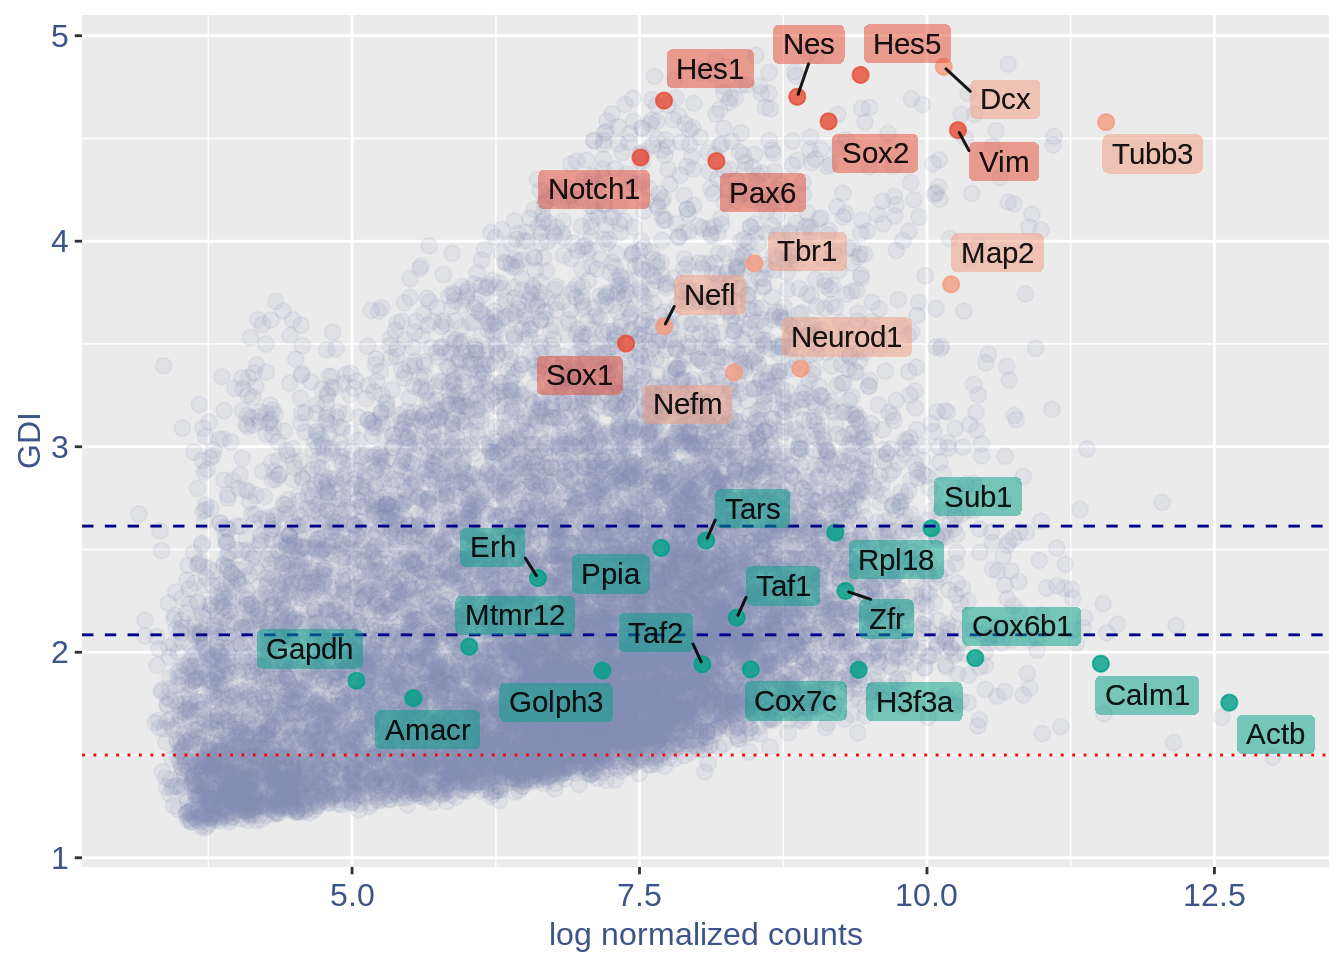 5
4
3
2
1
GDI
Nes
Hes5
Hes1
Dcx
Sox2
Tubb3
Vim
Notch1
Pax6
Tbr1
Map2
Nefl
Neurod1
Sox1
Nefm
Sub1
Tars
Erh
Rpl18
Ppia
Taf1
Mtmr12
Zfr
Taf2
Cox6b1
Gapdh
Calm1
Golph3
Cox7c
H3f3a
Amacr
Actb
5.0
7.5
10.0
12.5
log normalized counts